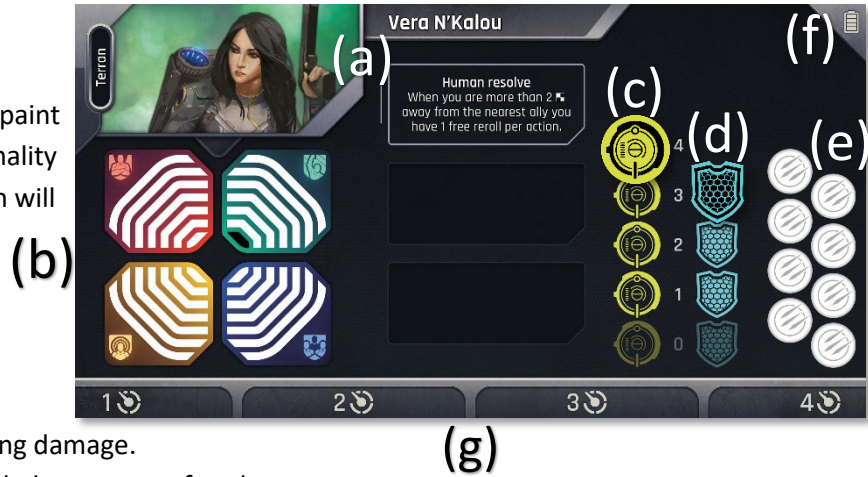 Vera N'Kalou
(f)
Terran
(a)
paint
nality
n will
Human resolve
When you are more than 2
away from the nearest ally you
have 1 free reroll per action.
(c)
4
(d)
(e)
3
(b)
2
1
0
1
2
3
4
ng damage.
(g)